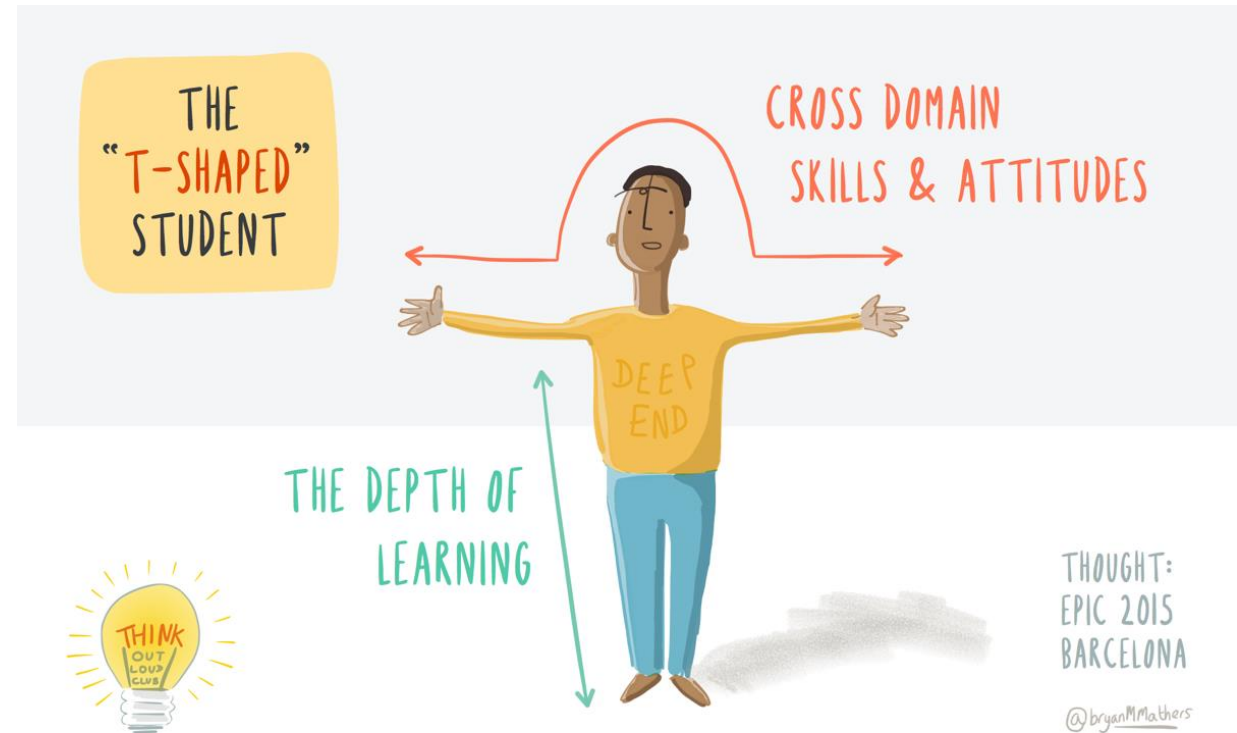 THE
“T-SHAPED”
STUDENT
CROSS DOMAIN
SKILLS & ATTITUDES
DEEP
END
THE DEPTH OF
LEARNING
THINK
OUT
LOUD
CLUB
THOUGHT:
EPIC 2015
BARCELONA
@bryanMMathers